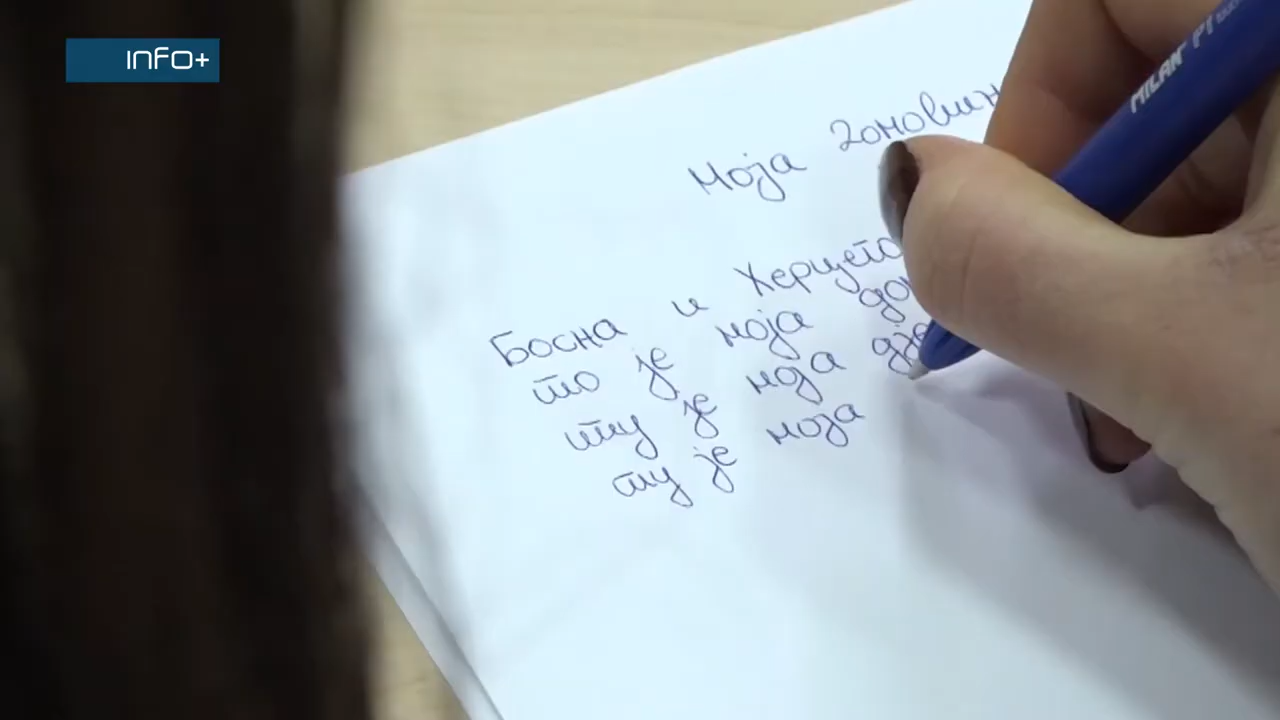 INFO+
MILAN
Моја
Босна и
то је моја
ту је моја
ту је моја